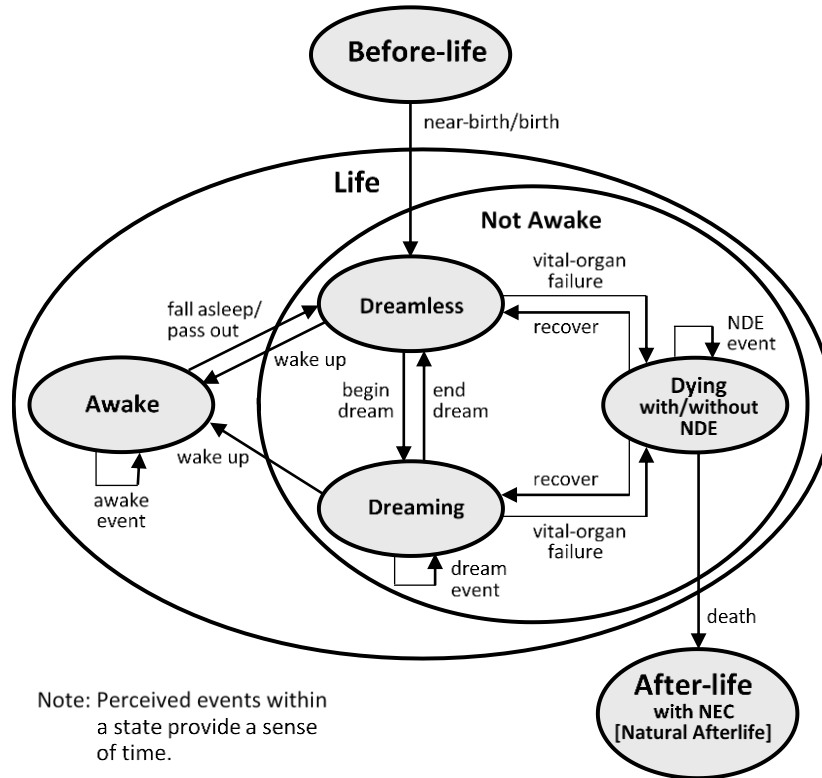 Before-life
near-birth/birth
Life
Not Awake
vital-organ
failure
fall asleep/
pass out
Dreamless
recover
NDE
event
wake up
begin
dream
end
dream
Dying
with/without
NDE
Awake
wake up
awake
event
Dreaming
recover
vital-organ
failure
dream
event
death
After-life
with NEC
[Natural Afterlife]
Note: Perceived events within
a state provide a sense
of time.